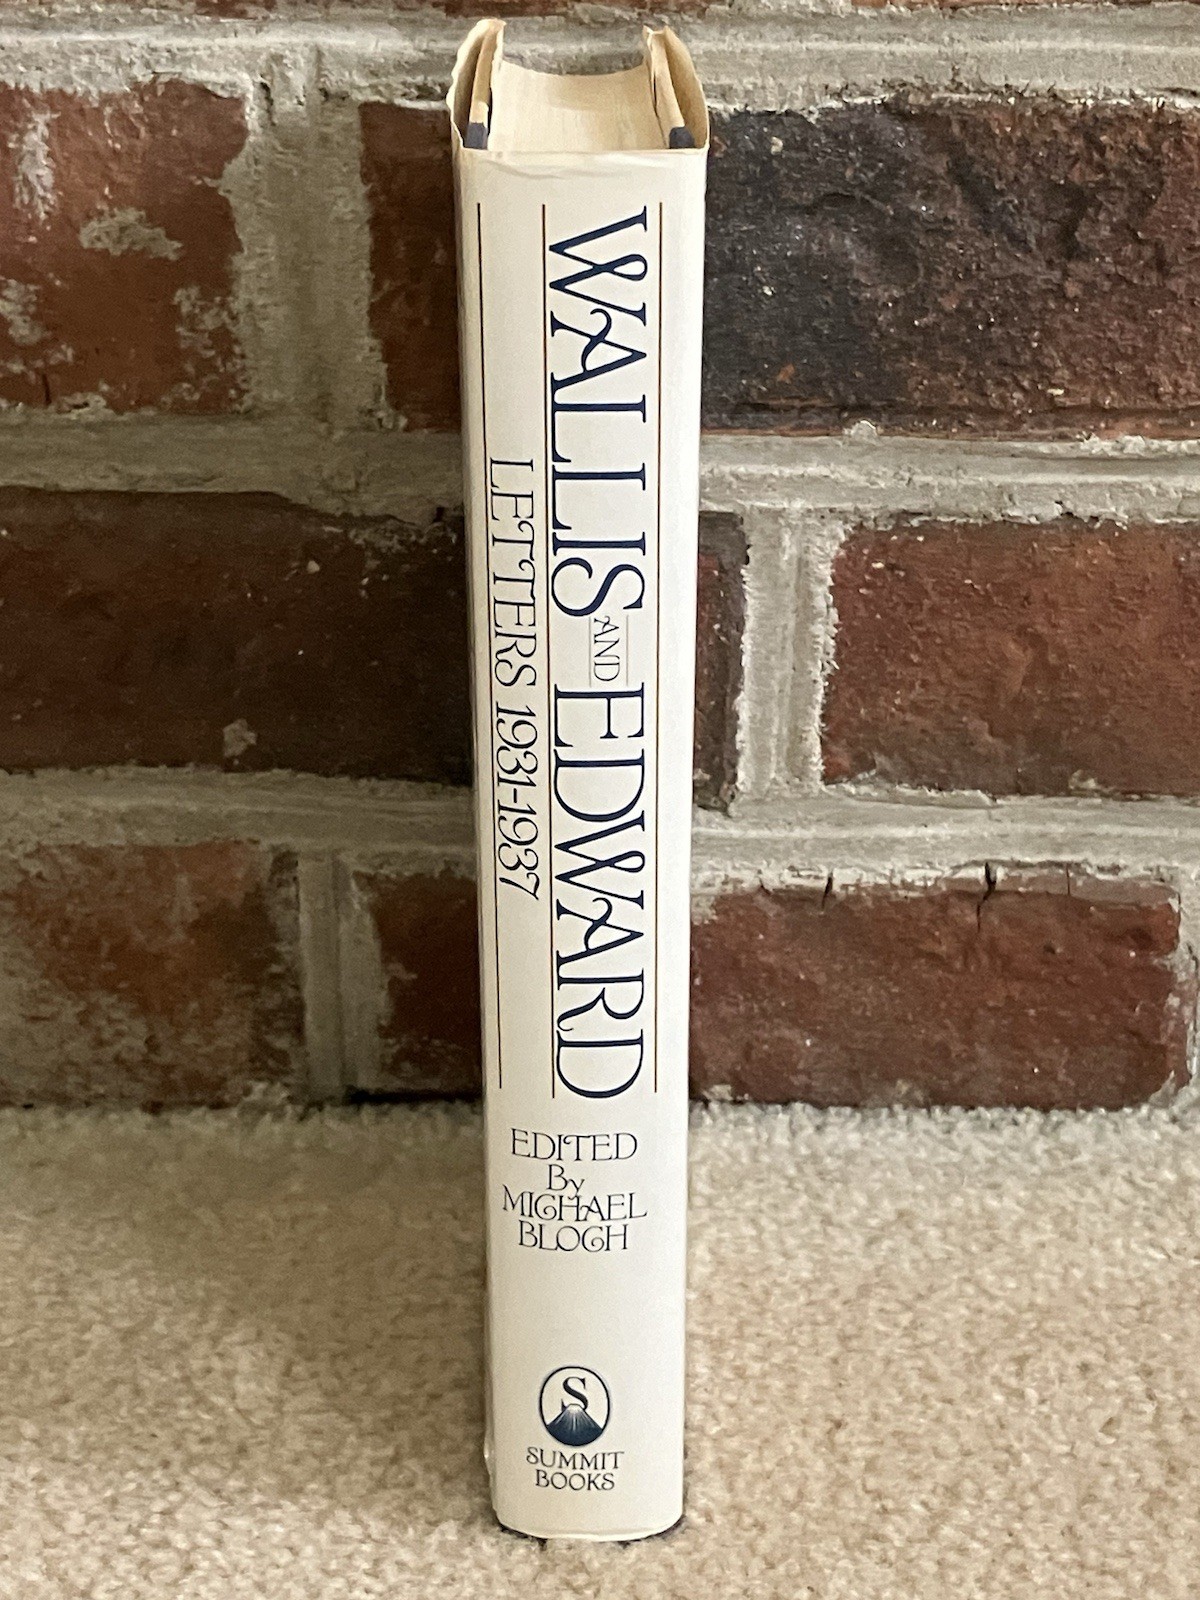 WALLIS AND EDWARD
LETTERS 1931-1937
EDITED
By
MICHAEL
BLOCH
S
SUMMIT
BOOKS